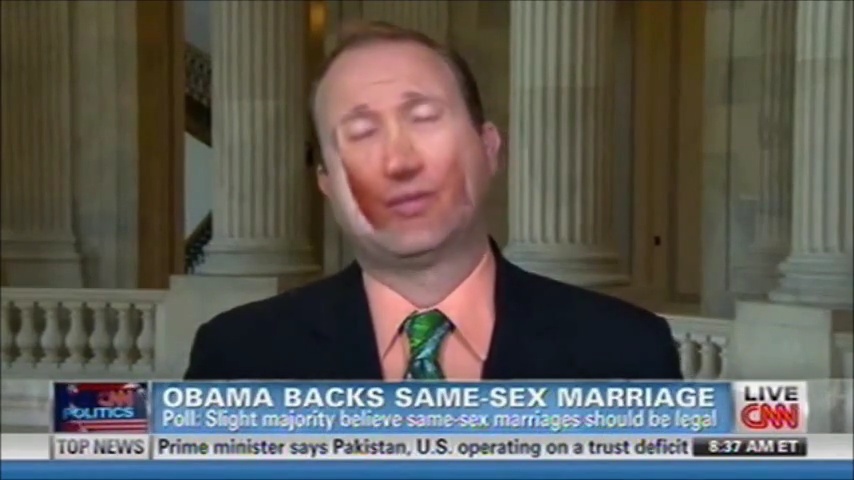 OBAMA BACKS SAME-SEX MARRIAGE
Poll: Slight majority believe same-sex marriages should be legal
CNN
POLITICS
LIVE
CNN
TOP NEWS
Prime minister says Pakistan, U.S. operating on a trust deficit
8:37 AM ET